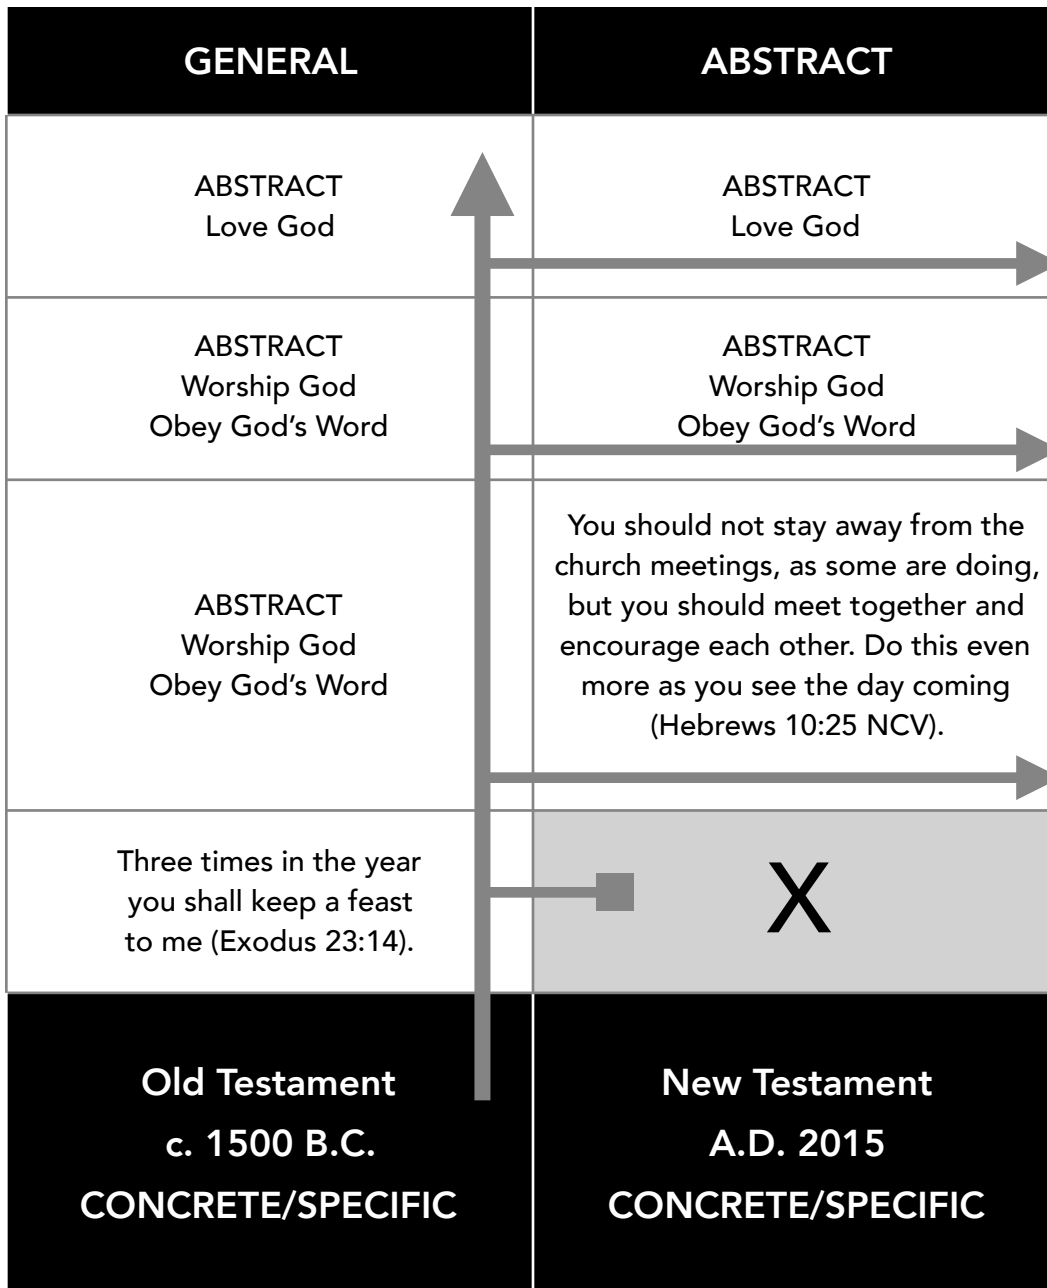 GENERAL
ABSTRACT
ABSTRACT
Love God
ABSTRACT
Love God
ABSTRACT
Worship God
Obey God’s Word
ABSTRACT
Worship God
Obey God’s Word
ABSTRACT
Worship God
Obey God’s Word
You should not stay away from the
church meetings, as some are doing,
but you should meet together and
encourage each other. Do this even
more as you see the day coming
(Hebrews 10:25 NCV).
Three times in the year
you shall keep a feast
to me (Exodus 23:14).
X
Old Testament
c. 1500 B.C.
CONCRETE/SPECIFIC
New Testament
A.D. 2015
CONCRETE/SPECIFIC